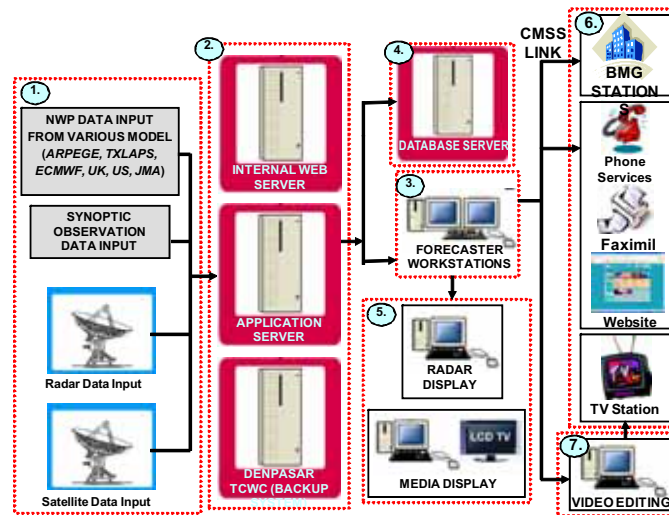 1.
NWP DATA INPUT
FROM VARIOUS MODEL
(ARPEGE, TXLAPS,
ECMWF, UK, US, JMA)
SYNOPTIC
OBSERVATION
DATA INPUT
Radar Data Input
Satellite Data Input
2.
INTERNAL WEB
SERVER
APPLICATION
SERVER
DENPASAR
TCWC (BACKUP
4.
DATABASE SERVER
3.
FORECASTER
WORKSTATIONS
5.
RADAR
DISPLAY
LCD TV
MEDIA DISPLAY
CMSS
LINK
6.
BMG
STATION
S
Phone
Services
Faximil
Website
TV Station
7.
VIDEO EDITING